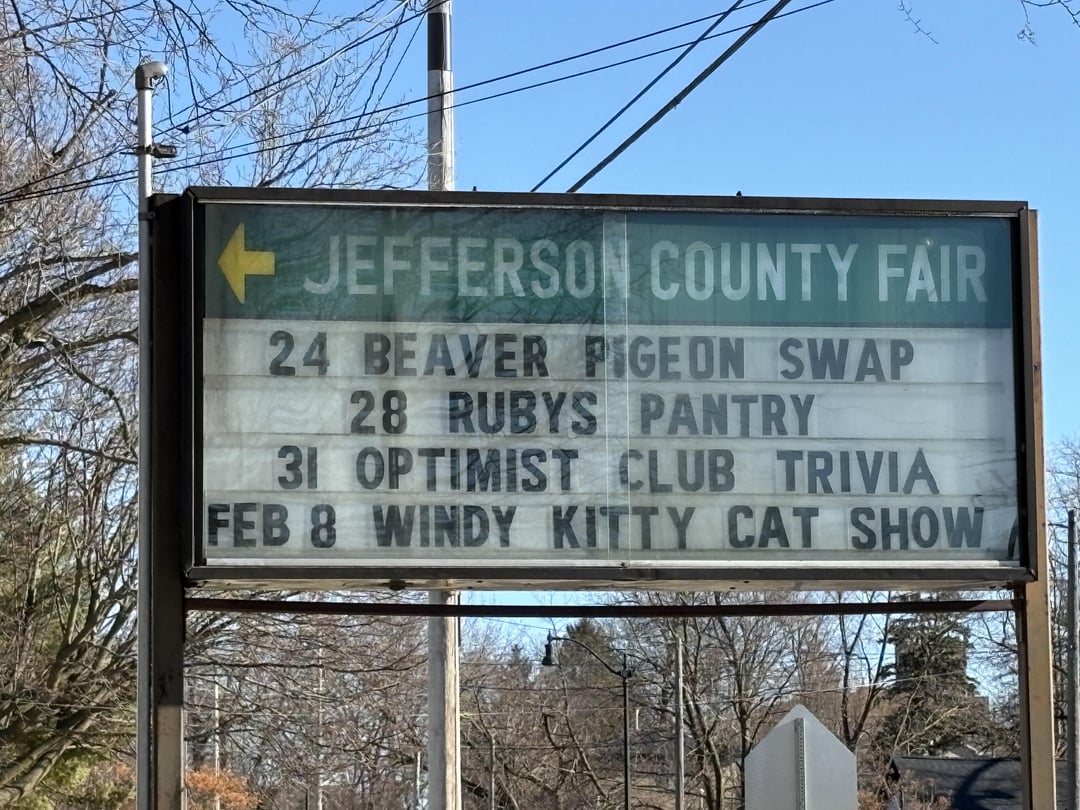 JEFFERSON COUNTY FAIR
24 BEAVER PIGEON SWAP
28 RUBYS PANTRY
31 OPTIMIST CLUB TRIVIA
FEB 8 WINDY KITTY CAT SHOW